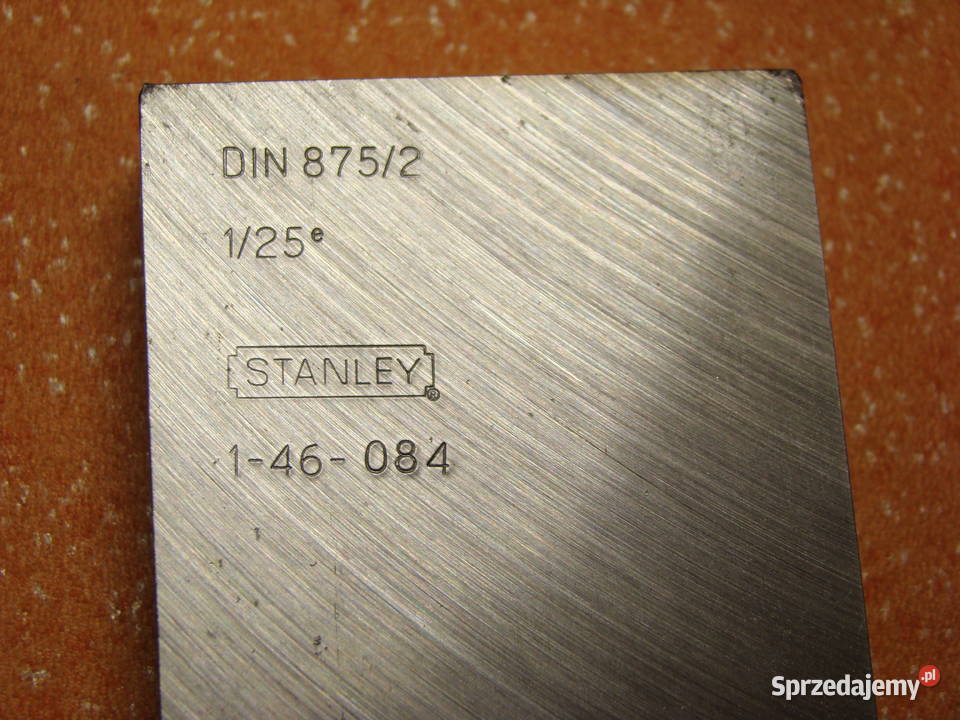 DIN 875/2
1/25ᵉ
STANLEY®
1-46-084
Sprzedajemy.pl